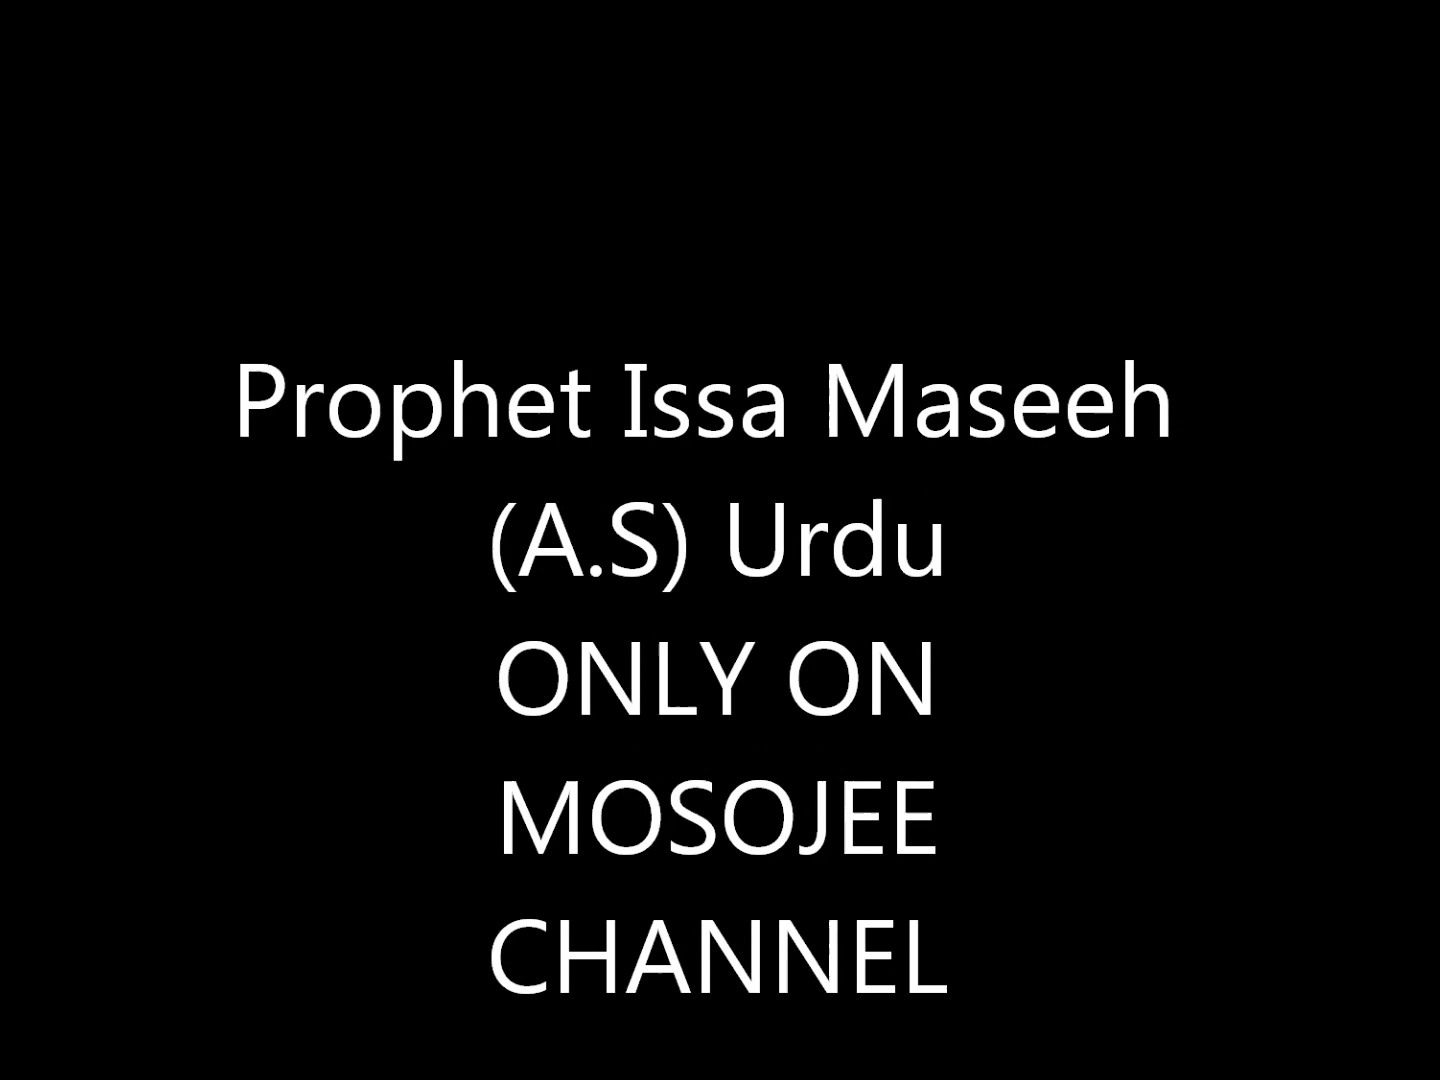 Prophet Issa Maseeh
(A.S) Urdu
ONLY ON
MOSOJEE
CHANNEL